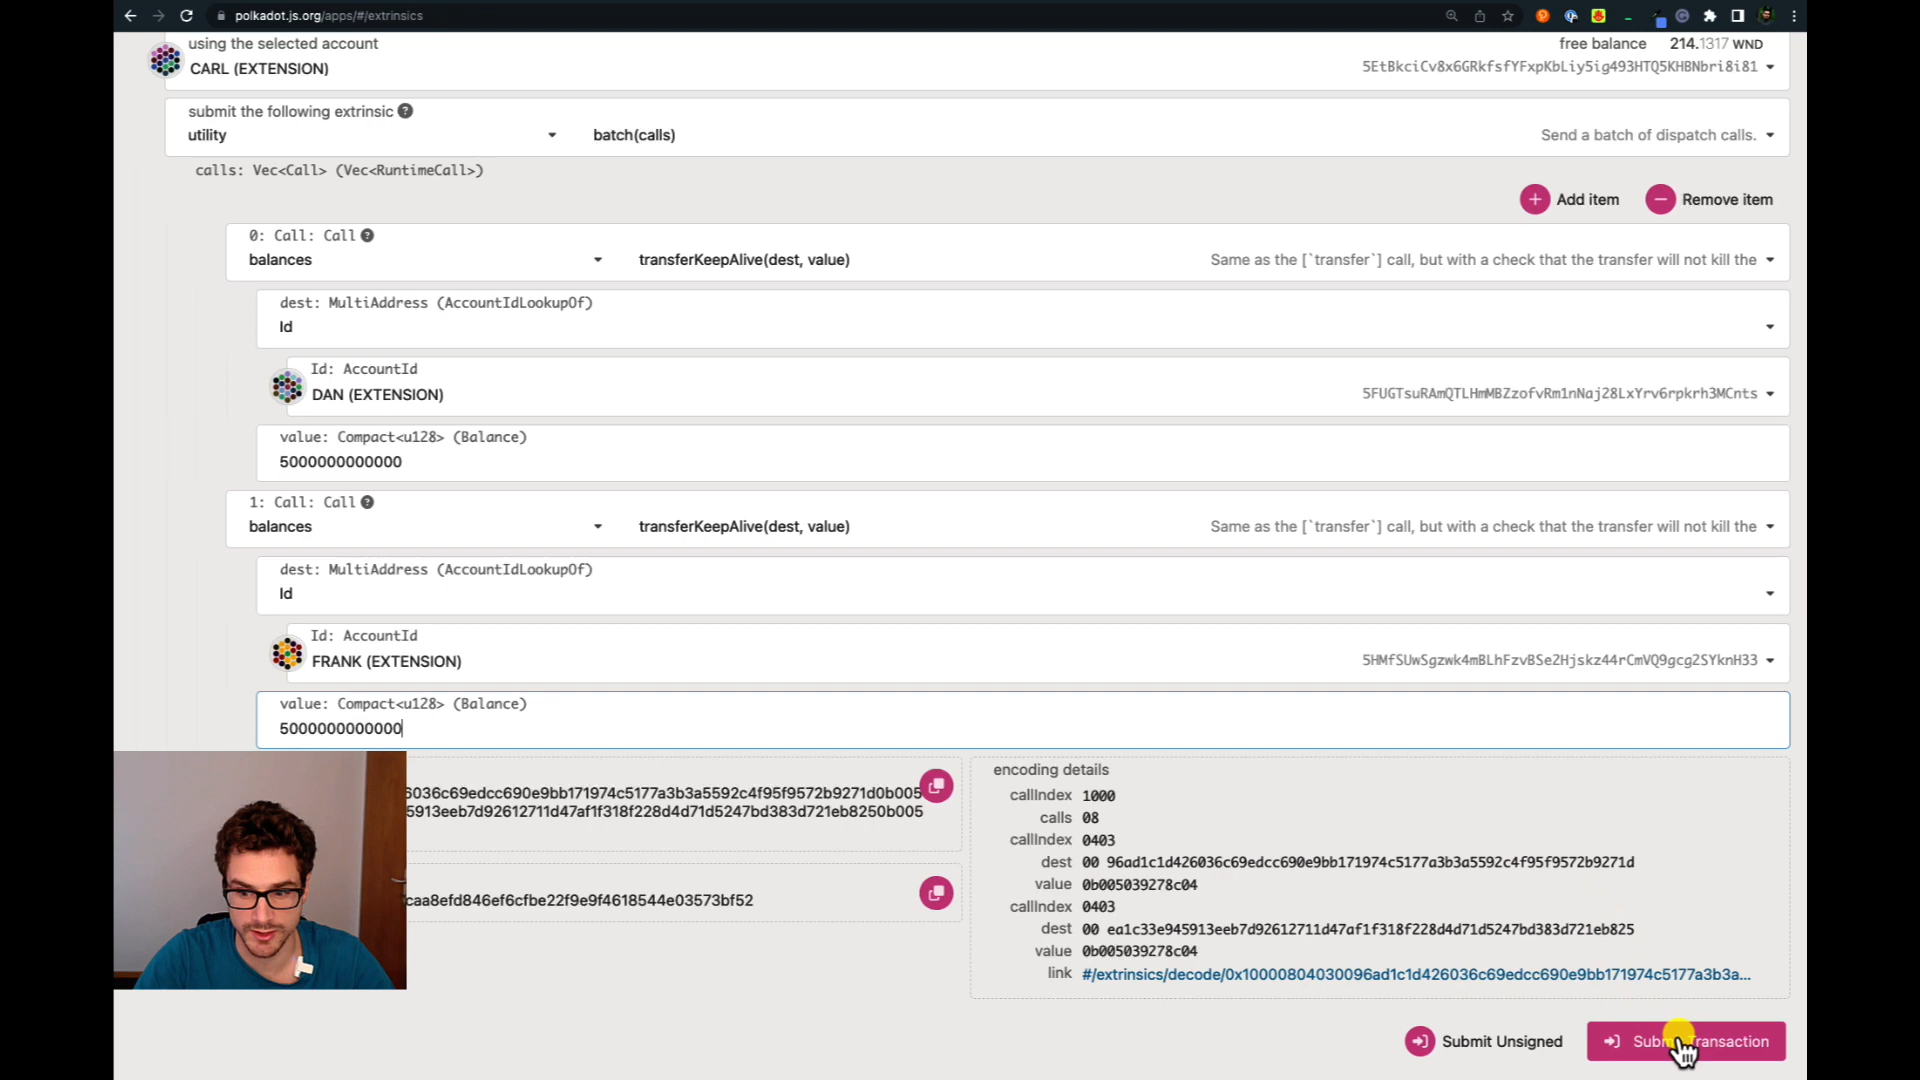 polkadot.js.org/apps/#/extrinsics
using the selected account
CARL (EXTENSION)
free balance 214.1317 WND
5EtBkciCv8x6GRkfsfYFxpKbLiy5ig493HTQ5KHBNbri8i81
submit the following extrinsic
utility
batch(calls)
Send a batch of dispatch calls.
calls: Vec<Call> (Vec<RuntimeCall>)
Add item
Remove item
0: Call: Call
balances
transferKeepAlive(dest, value)
Same as the [`transfer`] call, but with a check that the transfer will not kill the
dest: MultiAddress (AccountIdLookupOf)
Id
Id: AccountId
DAN (EXTENSION)
5FUGTsuRAmQTLHmMBZzofvRm1nNaj28LxYrv6rpkrh3MCnts
value: Compact<u128> (Balance)
5000000000000
1: Call: Call
balances
transferKeepAlive(dest, value)
Same as the [`transfer`] call, but with a check that the transfer will not kill the
dest: MultiAddress (AccountIdLookupOf)
Id
Id: AccountId
FRANK (EXTENSION)
5HMfSUwSgzwk4mBLhFzvBSe2Hjskz44rCmVQ9gcg2SYknH33
value: Compact<u128> (Balance)
5000000000000
6036c69edcc690e9bb171974c5177a3b3a5592c4f95f9572b9271d0b005
5913eeb7d92612711d47af1f318f228d4d71d5247bd383d721eb8250b005
caa8efd846ef6cfbe22f9e9f4618544e03573bf52
encoding details
callIndex 1000
calls 08
callIndex 0403
dest 00 96ad1c1d426036c69edcc690e9bb171974c5177a3b3a5592c4f95f9572b9271d
value 0b005039278c04
callIndex 0403
dest 00 ea1c33e945913eeb7d92612711d47af1f318f228d4d71d5247bd383d721eb825
value 0b005039278c04
link #/extrinsics/decode/0x10000804030096ad1c1d426036c69edcc690e9bb171974c5177a3b3a...
Submit Unsigned
Submit Transaction